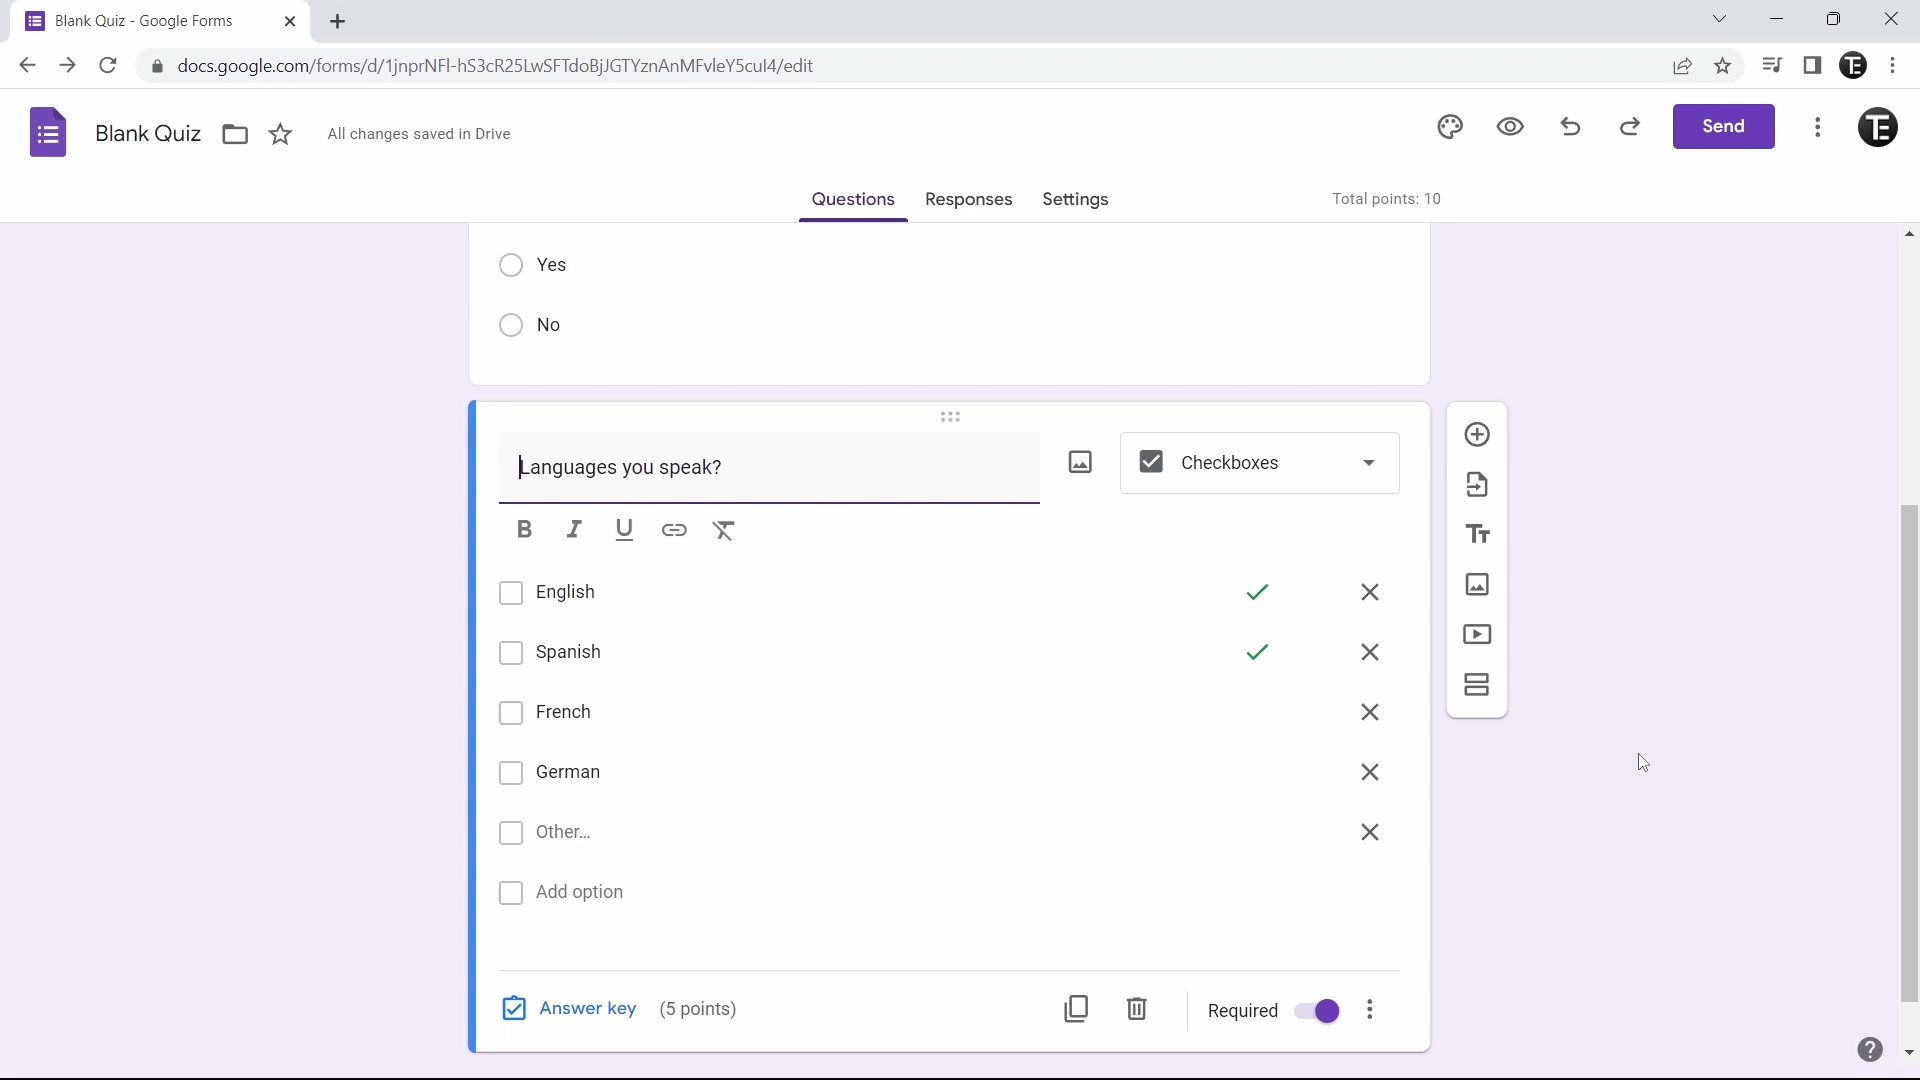 Blank Quiz - Google Forms
docs.google.com/forms/d/1jnprNFl-hS3cR25LwSFTdoBjJGTYznAnMFvleY5cul4/edit
Blank Quiz
All changes saved in Drive
Send
Questions Responses Settings Total points: 10
Yes
No
Languages you speak?
Checkboxes
English
Spanish
French
German
Other...
Add option
Answer key (5 points)
Required